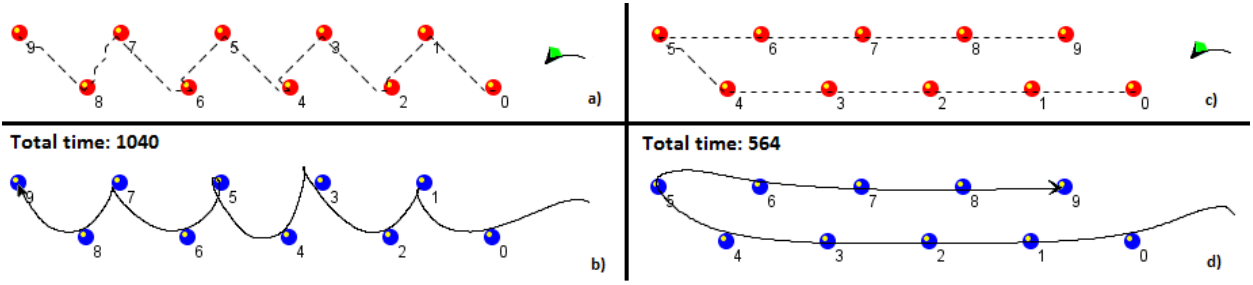 9 7 5 3 1
8 6 4 2 0
a)
5 6 7 8 9
4 3 2 1 0
c)
Total time: 1040
9 7 5 3 1
8 6 4 2 0
b)
Total time: 564
5 6 7 8 9
4 3 2 1 0
d)